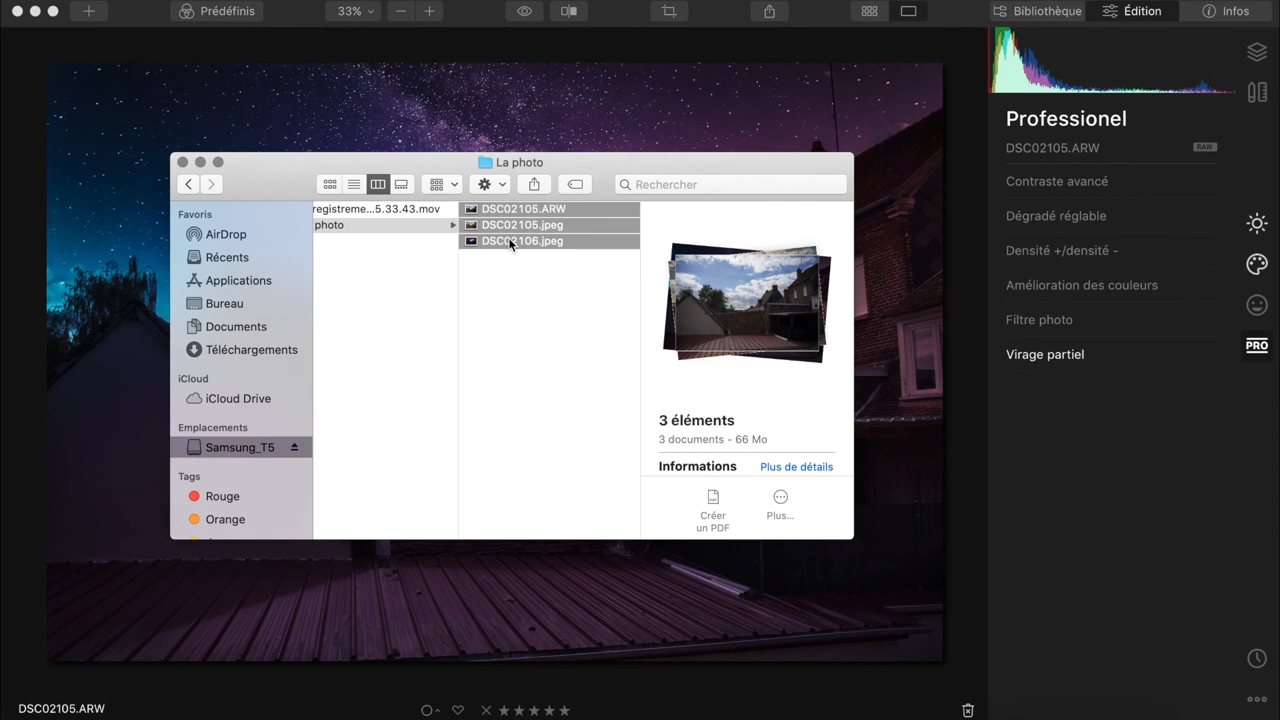 Prédéfinis
33%
Bibliothèque
Édition
Infos
Professionel
DSC02105.ARW
RAW
Contraste avancé
Dégradé réglable
Densité +/densité -
Amélioration des couleurs
Filtre photo
Virage partiel
PRO
La photo
Rechercher
Favoris
AirDrop
Récents
Applications
Bureau
Documents
Téléchargements
iCloud
iCloud Drive
Emplacements
Samsung_T5
Tags
Rouge
Orange
registreme...5.33.43.mov
photo
DSC02105.ARW
DSC02105.jpeg
DSC02106.jpeg
3 éléments
3 documents - 66 Mo
Informations
Plus de détails
Créer
un PDF
Plus...
DSC02105.ARW